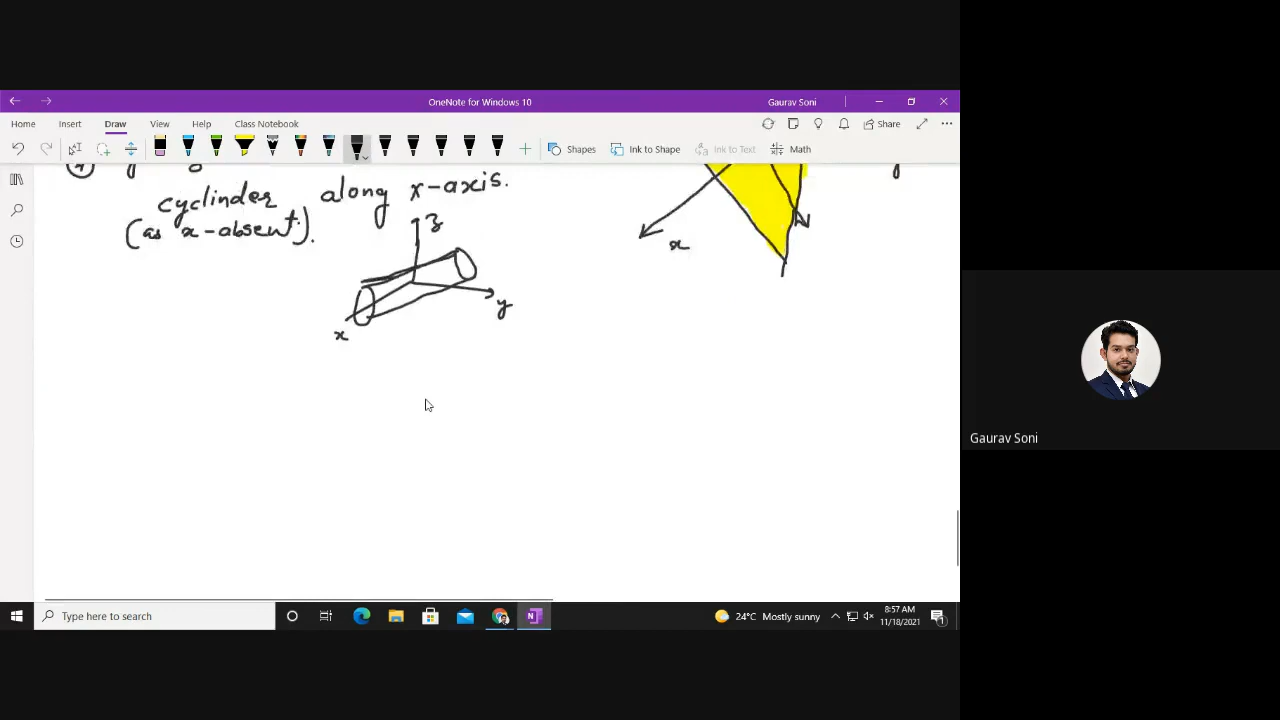 OneNote for Windows 10
Gaurav Soni
Home Insert Draw View Help Class Notebook
Share
Shapes Ink to Shape Ink to Text Math
cyclinder along x-axis.
(as x-absent).
z
y
x
x
Gaurav Soni
Type here to search
24°C Mostly sunny
8:57 AM
11/18/2021
1